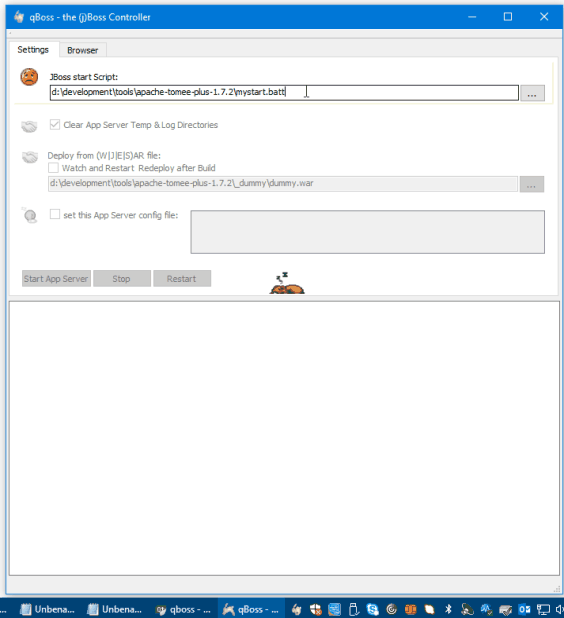 qBoss - the (j)Boss Controller
Settings Browser
JBoss start Script:
d:\development\tools\apache-tomee-plus-1.7.2\mystart.batt
...
Clear App Server Temp & Log Directories
Deploy from (W|J|E|S)AR file:
Watch and Restart Redeploy after Build
d:\development\tools\apache-tomee-plus-1.7.2\_dummy\dummy.war
...
set this App Server config file:
Start App Server Stop Restart
z z
... Unbena... Unbena... qboss - ... qBoss - ...